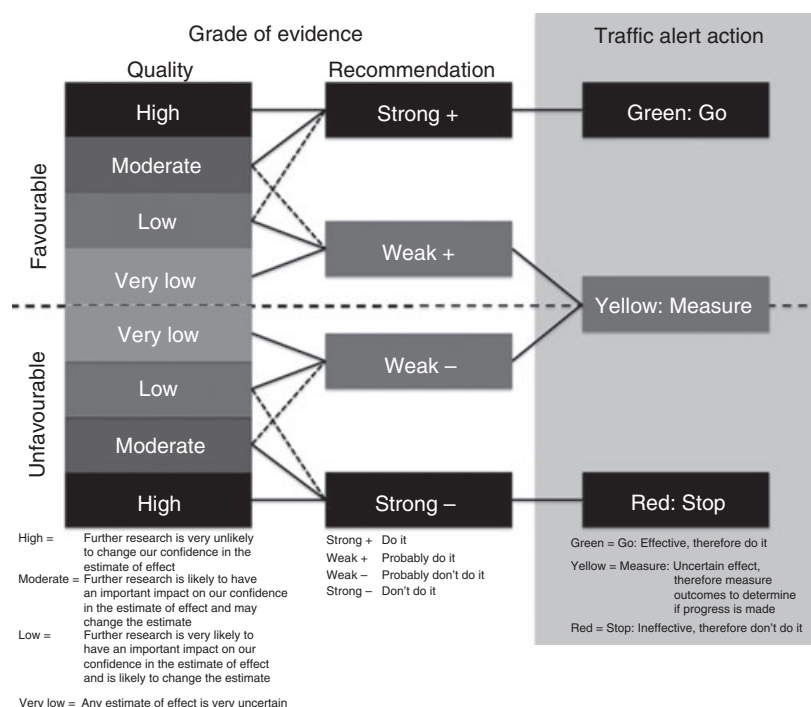 Grade of evidence
Traffic alert action
Quality
Recommendation
Favourable
Unfavourable
High
Moderate
Low
Very low
Very low
Low
Moderate
High
Strong +
Weak +
Weak –
Strong –
Green: Go
Yellow: Measure
Red: Stop
High = Further research is very unlikely
to change our confidence in the
estimate of effect
Moderate = Further research is likely to have
an important impact on our confidence
in the estimate of effect and may
change the estimate
Low = Further research is very likely to
have an important impact on our
confidence in the estimate of effect
and is likely to change the estimate
Very low = Any estimate of effect is very uncertain
Strong + Do it
Weak + Probably do it
Weak – Probably don't do it
Strong – Don't do it
Green = Go: Effective, therefore do it
Yellow = Measure: Uncertain effect,
therefore measure
outcomes to determine
if progress is made
Red = Stop: Ineffective, therefore don't do it